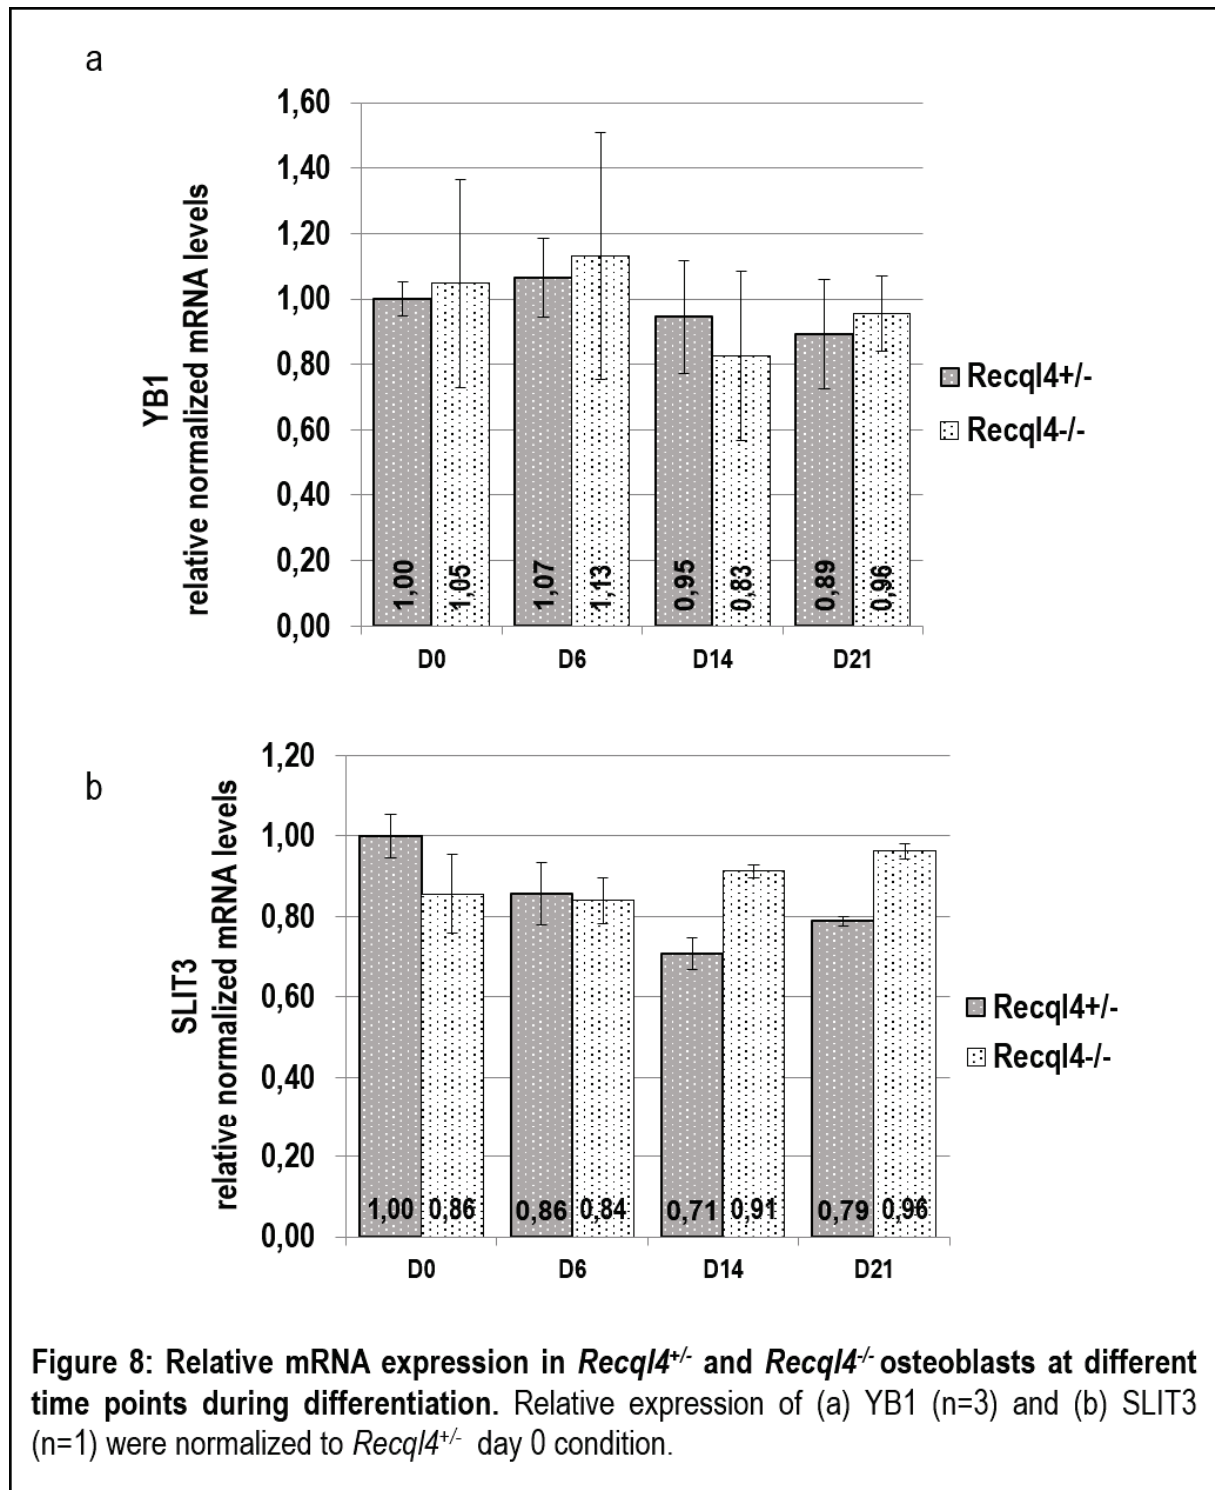 a
1,60
1,40
1,20
1,00
0,80
0,60
0,40
0,20
0,00
YB1
relative normalized mRNA levels
1,00
1,05
1,07
1,13
0,95
0,83
0,89
0,96
D0
D6
D14
D21
Recql4+/-
Recql4-/-
b
1,20
1,00
0,80
0,60
0,40
0,20
0,00
SLIT3
relative normalized mRNA levels
1,00
0,86
0,86
0,84
0,71
0,91
0,79
0,96
D0
D6
D14
D21
Recql4+/-
Recql4-/-
Figure 8: Relative mRNA expression in Recql4+/- and Recql4-/- osteoblasts at different
time points during differentiation. Relative expression of (a) YB1 (n=3) and (b) SLIT3
(n=1) were normalized to Recql4+/- day 0 condition.